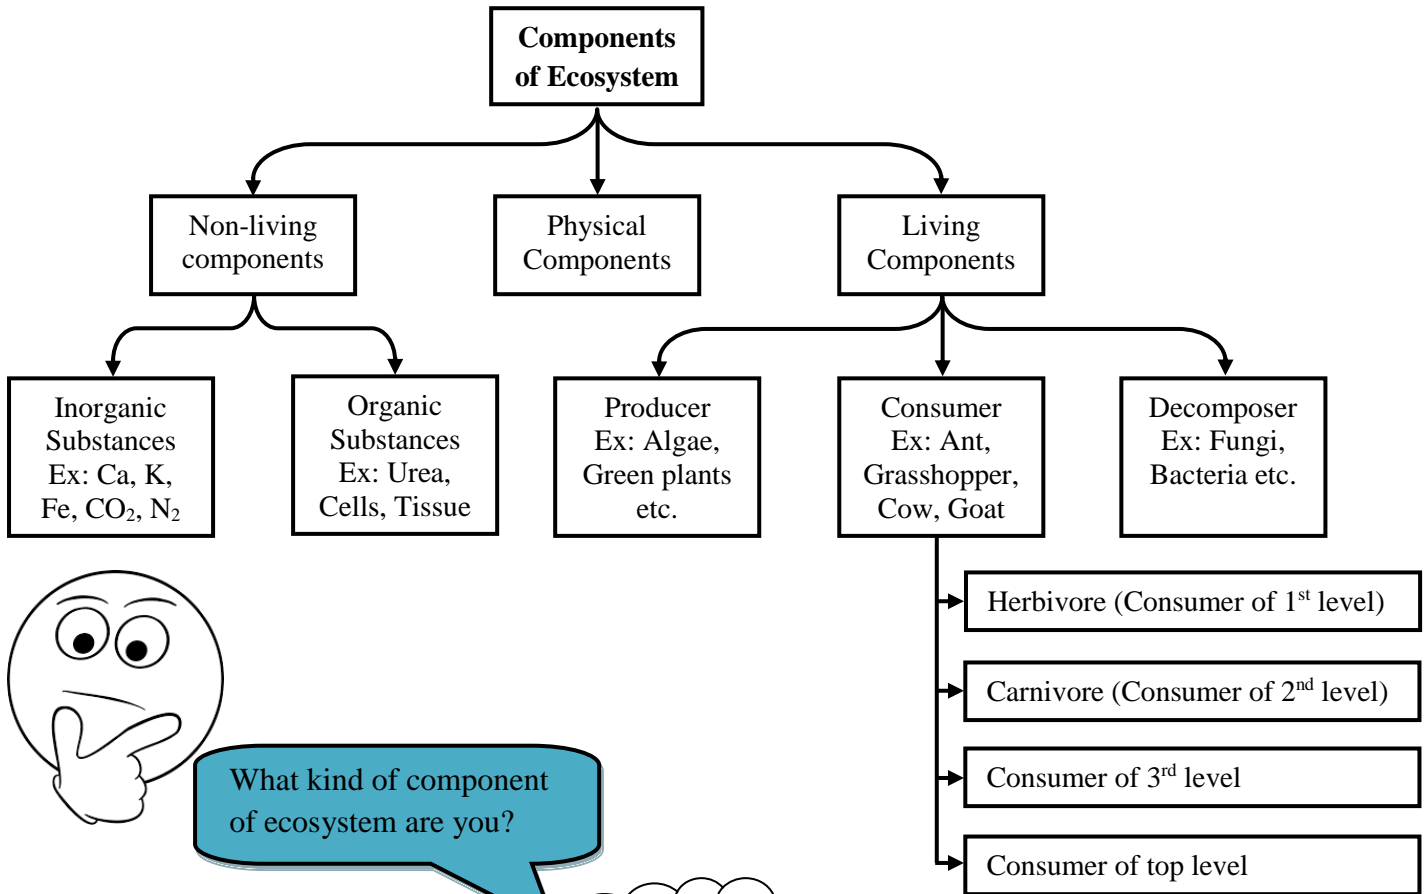 Components
of Ecosystem
Non-living
components
Physical
Components
Living
Components
Inorganic
Substances
Ex: Ca, K,
Fe, CO₂, N₂
Organic
Substances
Ex: Urea,
Cells, Tissue
Producer
Ex: Algae,
Green plants
etc.
Consumer
Ex: Ant,
Grasshopper,
Cow, Goat
Decomposer
Ex: Fungi,
Bacteria etc.
Herbivore (Consumer of 1st level)
Carnivore (Consumer of 2nd level)
Consumer of 3rd level
Consumer of top level
What kind of component
of ecosystem are you?